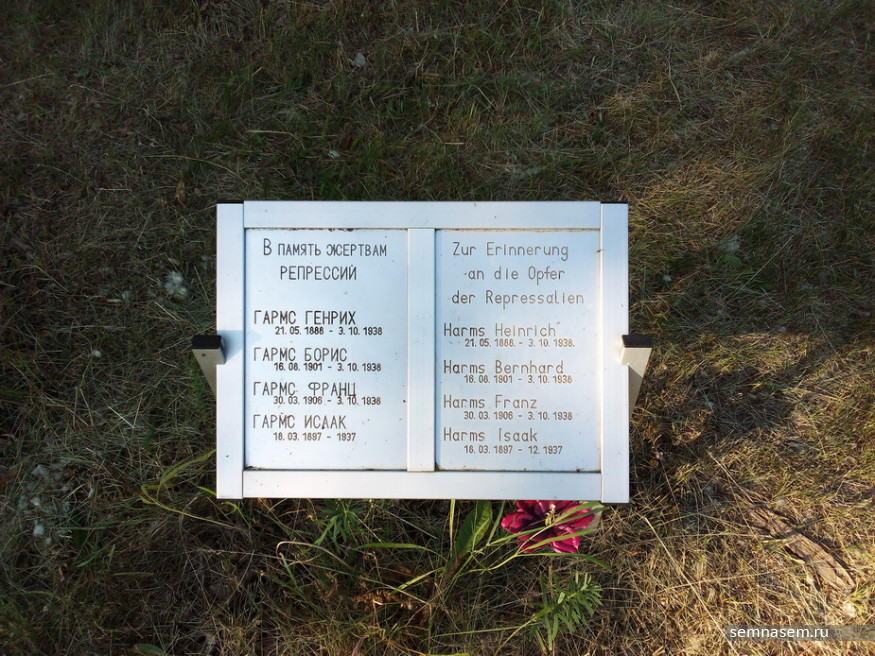 В ПАМЯТЬ ЖЕРТВАМ
РЕПРЕССИЙ
ГАРМС ГЕНРИХ
21. 05. 1888 - 3. 10. 1938
ГАРМС БОРИС
16. 08. 1901 - 3. 10. 1938
ГАРМС ФРАНЦ
30. 03. 1906 - 3. 10. 1938
ГАРМС ИСААК
18. 03. 1897 - 1937
Zur Erinnerung
an die Opfer
der Repressalien
Harms Heinrich
21. 05. 1888. - 3. 10. 1938.
Harms Bernhard
16. 08. 1901 - 3. 10. 1938
Harms Franz
30. 03. 1906 - 3. 10. 1938
Harms Isaak
18. 03. 1897 - 12. 1937
semnasem.ru